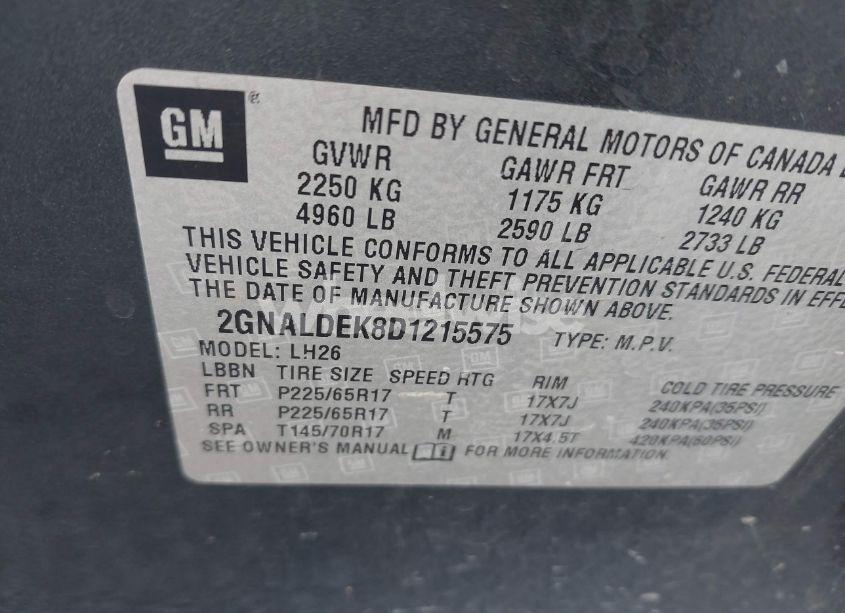 GM ®
MFD BY GENERAL MOTORS OF CANADA
GVWR GAWR FRT GAWR RR
2250 KG 1175 KG 1240 KG
4960 LB 2590 LB 2733 LB
THIS VEHICLE CONFORMS TO ALL APPLICABLE U.S. FEDERAL
VEHICLE SAFETY AND THEFT PREVENTION STANDARDS IN EFFE
THE DATE OF MANUFACTURE SHOWN ABOVE.
2GNALDEK8D1215575 TYPE: M.P.V.
MODEL: LH26
LBBN TIRE SIZE SPEED HTG RIM COLD TIRE PRESSURE
FRT P225/65R17 T 17X7J 240KPA(35PSI)
RR P225/65R17 T 17X7J 240KPA(35PSI)
SPA T145/70R17 M 17X4.5T 420KPA(60PSI)
SEE OWNER'S MANUAL FOR MORE INFORMATION.